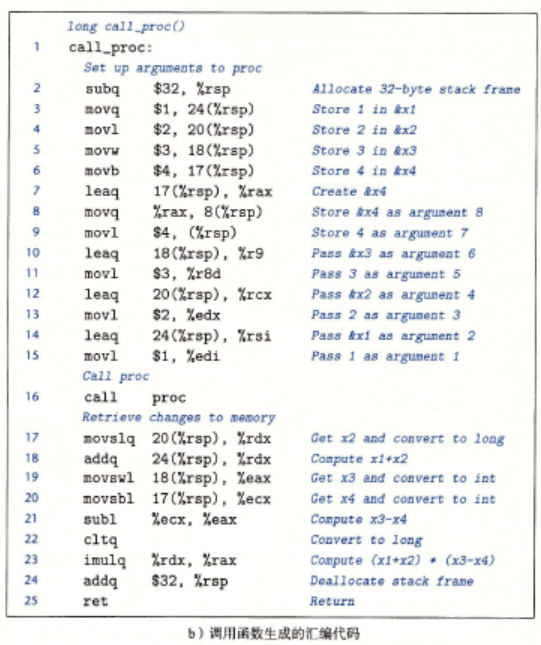 long call_proc()
1 call_proc:
Set up arguments to proc
2 subq $32, %rsp Allocate 32-byte stack frame
3 movq $1, 24(%rsp) Store 1 in &x1
4 movl $2, 20(%rsp) Store 2 in &x2
5 movw $3, 18(%rsp) Store 3 in &x3
6 movb $4, 17(%rsp) Store 4 in &x4
7 leaq 17(%rsp), %rax Create &x4
8 movq %rax, 8(%rsp) Store &x4 as argument 8
9 movl $4, (%rsp) Store 4 as argument 7
10 leaq 18(%rsp), %r9 Pass &x3 as argument 6
11 movl $3, %r8d Pass 3 as argument 5
12 leaq 20(%rsp), %rcx Pass &x2 as argument 4
13 movl $2, %edx Pass 2 as argument 3
14 leaq 24(%rsp), %rsi Pass &x1 as argument 2
15 movl $1, %edi Pass 1 as argument 1
Call proc
16 call proc
Retrieve changes to memory
17 movslq 20(%rsp), %rdx Get x2 and convert to long
18 addq 24(%rsp), %rdx Compute x1+x2
19 movswl 18(%rsp), %eax Get x3 and convert to int
20 movsbl 17(%rsp), %ecx Get x4 and convert to int
21 subl %ecx, %eax Compute x3-x4
22 cltq Convert to long
23 imulq %rdx, %rax Compute (x1+x2) * (x3-x4)
24 addq $32, %rsp Deallocate stack frame
25 ret Return
b）调用函数生成的汇编代码